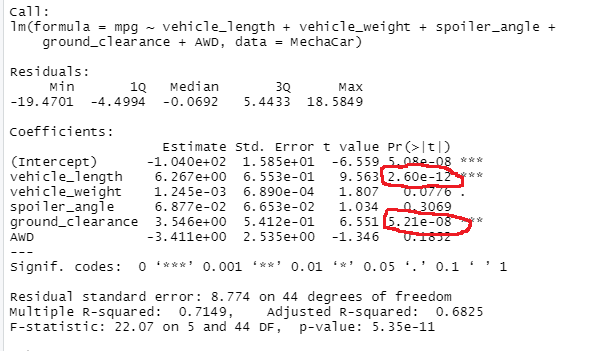 Call:
lm(formula = mpg ~ vehicle_length + vehicle_weight + spoiler_angle +
    ground_clearance + AWD, data = MechaCar)
Residuals:
     Min       1Q   Median       3Q      Max
-19.4701  -4.4994  -0.0692   5.4433  18.5849
Coefficients:
                   Estimate Std. Error t value Pr(>|t|)
(Intercept)      -1.040e+02  1.585e+01  -6.559 5.08e-08 ***
vehicle_length    6.267e+00  6.553e-01   9.563 2.60e-12 ***
vehicle_weight    1.245e-03  6.890e-04   1.807   0.0776 .
spoiler_angle     6.877e-02  6.653e-02   1.034   0.3069
ground_clearance  3.546e+00  5.412e-01   6.551 5.21e-08 ***
AWD              -3.411e+00  2.535e+00  -1.346   0.1852
---
Signif. codes:  0 ‘***’ 0.001 ‘**’ 0.01 ‘*’ 0.05 ‘.’ 0.1 ‘ ’ 1
Residual standard error: 8.774 on 44 degrees of freedom
Multiple R-squared:  0.7149,    Adjusted R-squared:  0.6825
F-statistic: 22.07 on 5 and 44 DF,  p-value: 5.35e-11